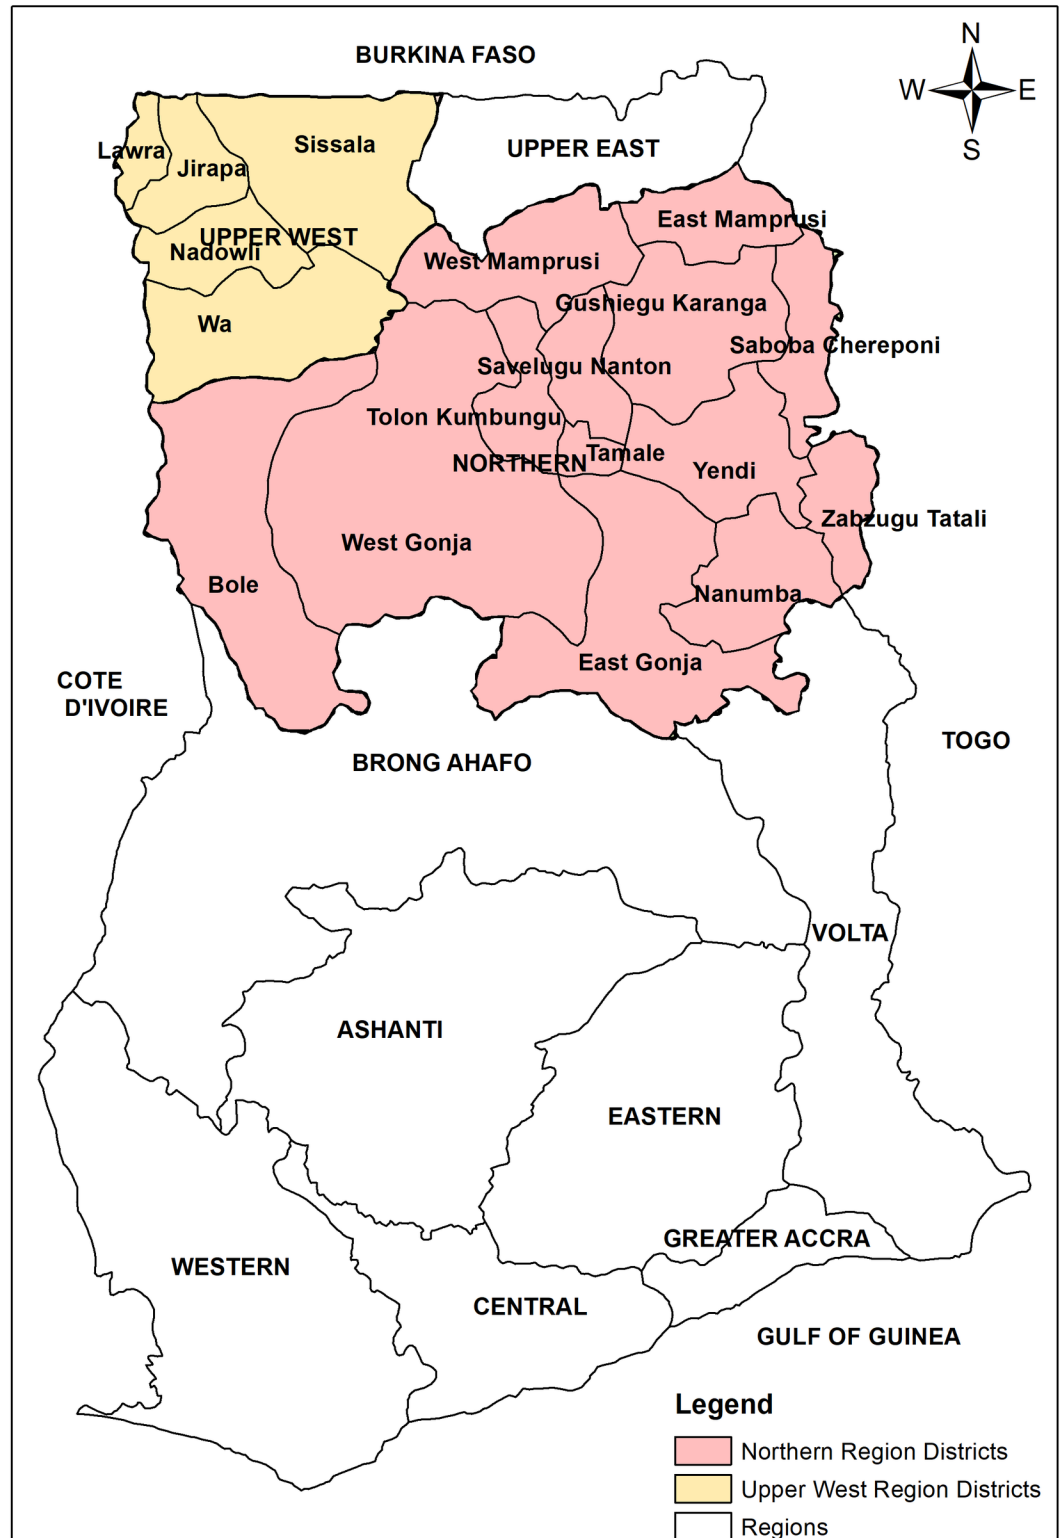 BURKINA FASO
N
W
E
S
Lawra
Jirapa
Sissala
UPPER EAST
UPPER WEST
Nadowli
Wa
East Mamprusi
West Mamprusi
Gushiegu Karanga
Saboba Chereponi
Savelugu Nanton
Tolon Kumbungu
Tamale
NORTHERN
Yendi
Zabzugu Tatali
West Gonja
Bole
Nanumba
East Gonja
COTE
D'IVOIRE
TOGO
BRONG AHAFO
VOLTA
ASHANTI
EASTERN
GREATER ACCRA
WESTERN
CENTRAL
GULF OF GUINEA
Legend
Northern Region Districts
Upper West Region Districts
Regions